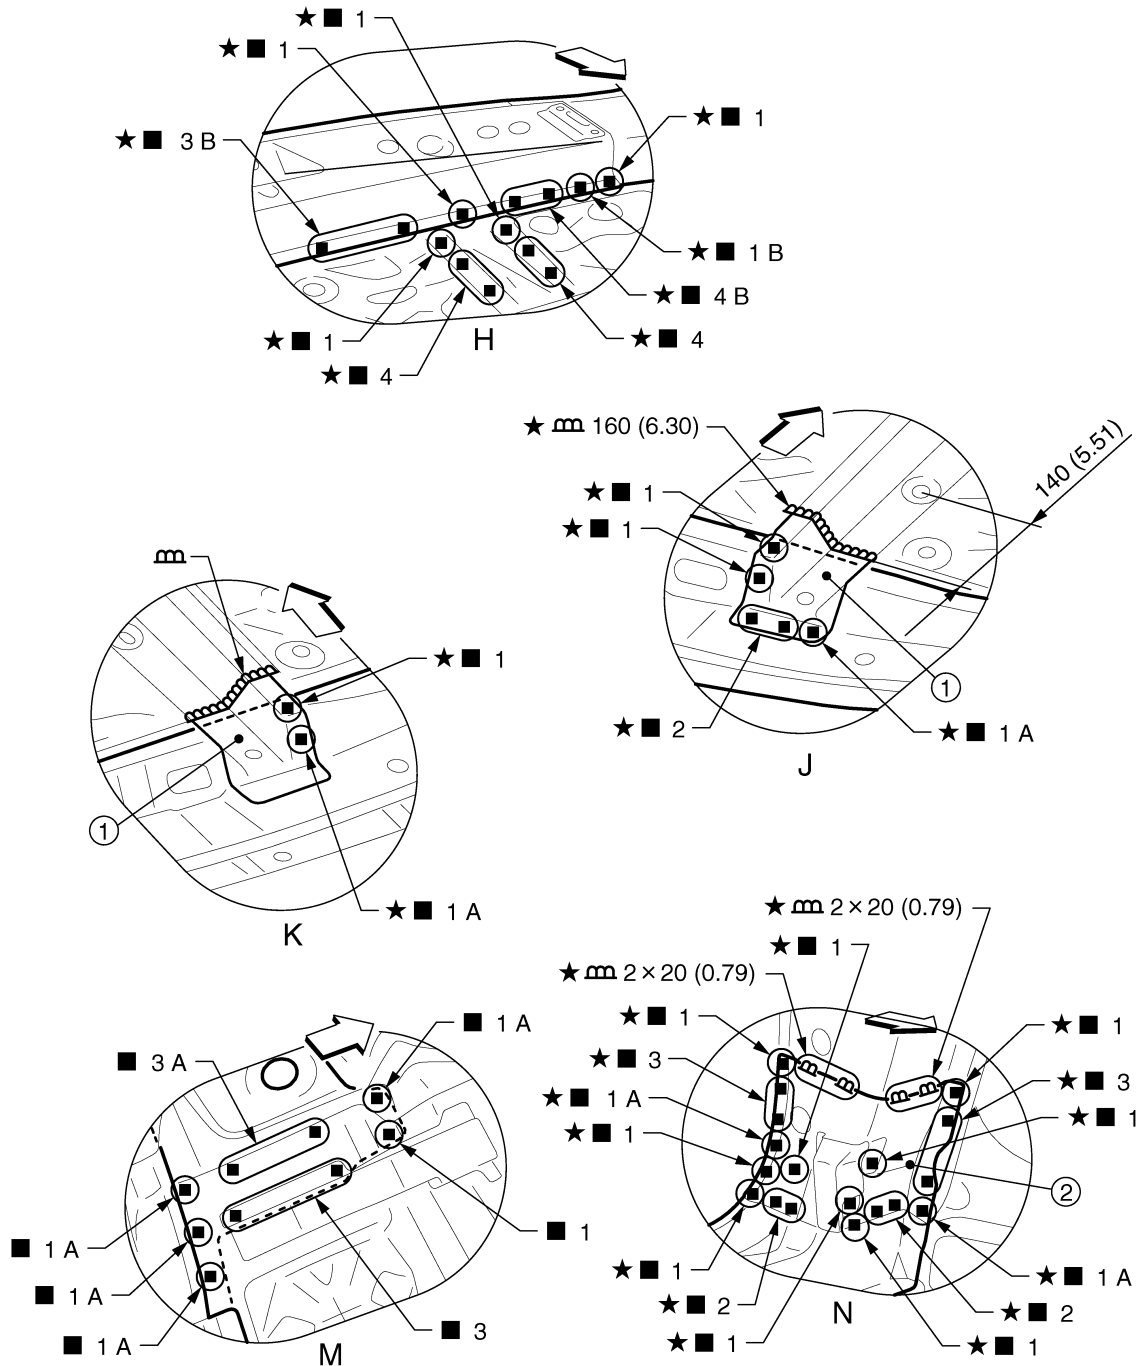 ★ ■ 1
★ ■ 1
★ ■ 3 B
★ ■ 1
★ ■ 1 B
★ ■ 4 B
★ ■ 1
★ ■ 4
★ ■ 4
H
★ 160 (6.30)
140 (5.51)
★ ■ 1
★ ■ 1
1
★ ■ 2
★ ■ 1 A
J
★ ■ 1
1
★ ■ 1 A
K
★ 2×20 (0.79)
★ ■ 1
★ 2×20 (0.79)
★ ■ 1
★ ■ 1
★ ■ 3
★ ■ 3
★ ■ 1 A
★ ■ 1
★ ■ 1
2
★ ■ 1
★ ■ 1 A
★ ■ 2
★ ■ 2
★ ■ 1
★ ■ 1
N
■ 1 A
■ 3 A
■ 1
■ 1 A
■ 1 A
■ 1 A
■ 3
M